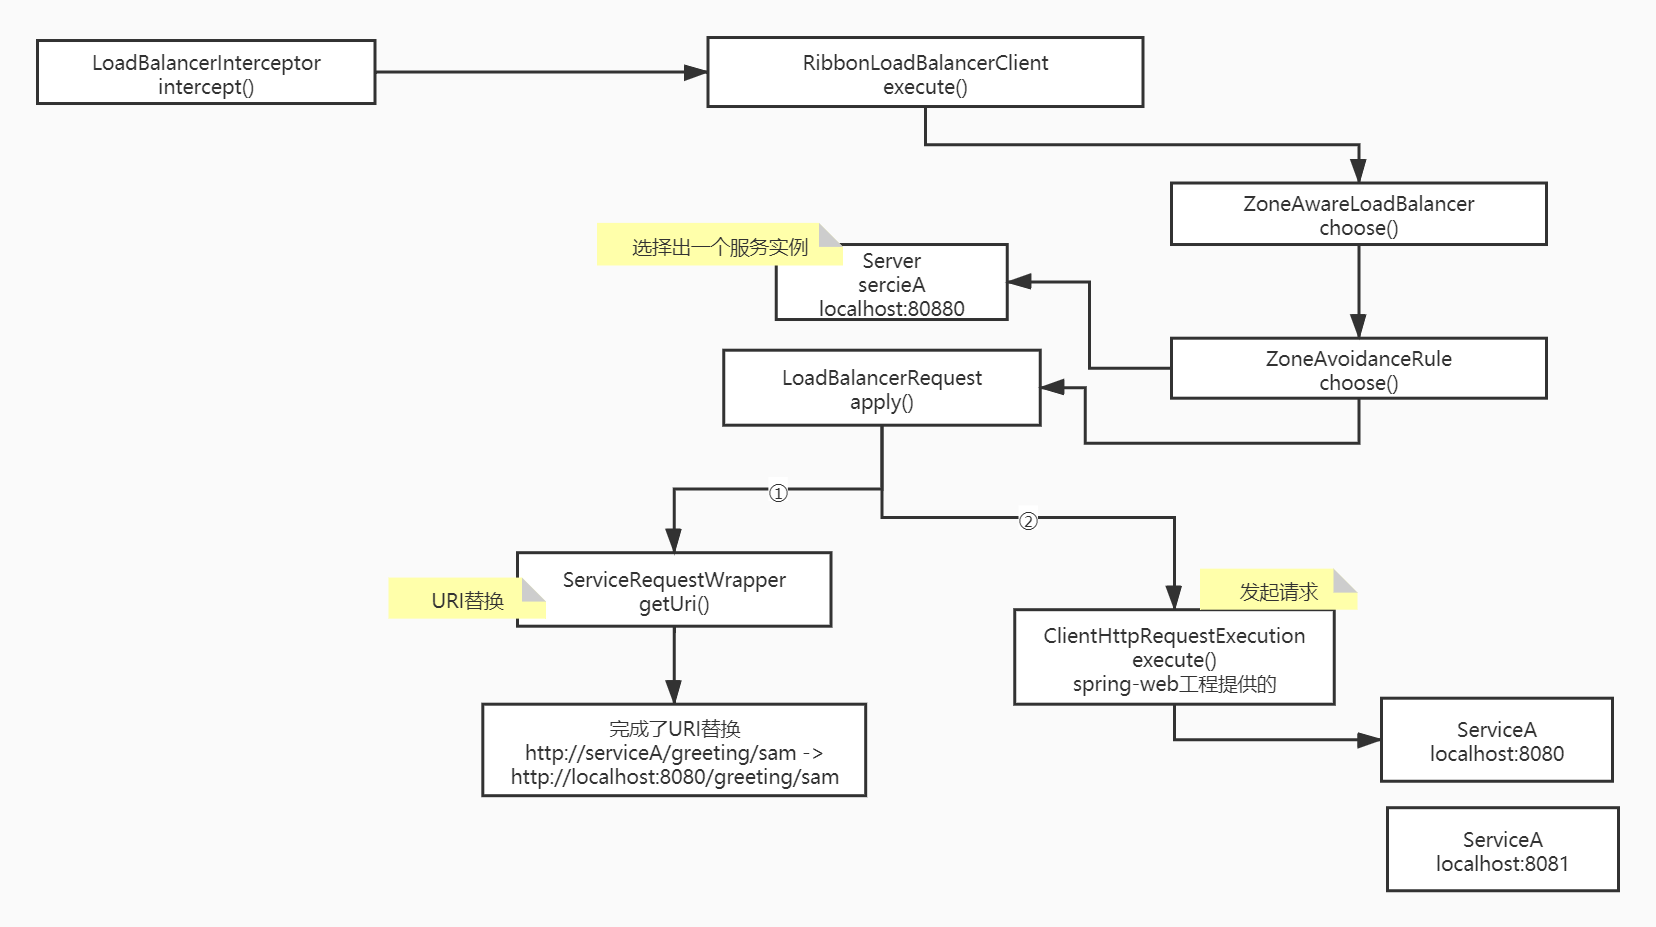 LoadBalancerInterceptor
intercept()
RibbonLoadBalancerClient
execute()
ZoneAwareLoadBalancer
choose()
选择出一个服务实例
Server
sercieA
localhost:80880
ZoneAvoidanceRule
choose()
LoadBalancerRequest
apply()
①
②
URI替换
ServiceRequestWrapper
getUri()
发起请求
ClientHttpRequestExecution
execute()
spring-web工程提供的
完成了URI替换
http://serviceA/greeting/sam ->
http://localhost:8080/greeting/sam
ServiceA
localhost:8080
ServiceA
localhost:8081